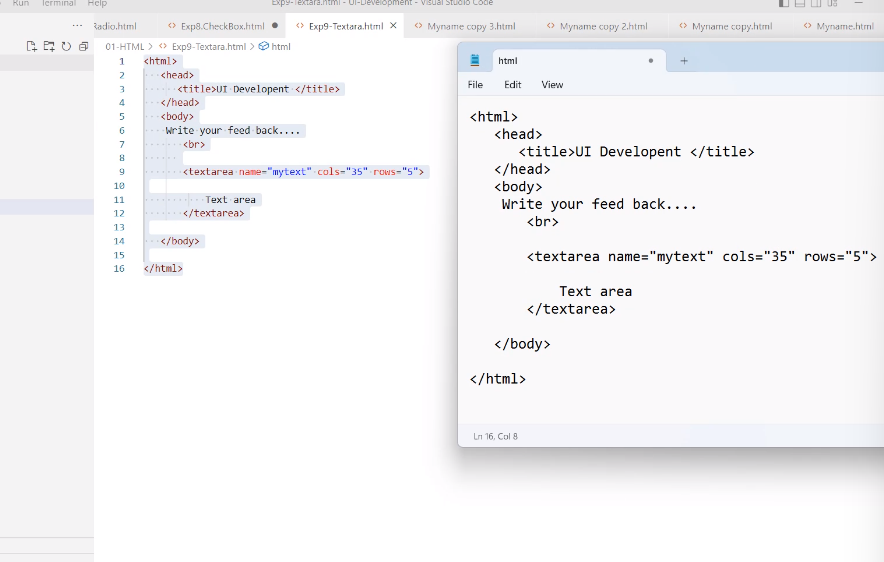 Run Terminal Help
Exp9-Textara.html - UI-Development - Visual Studio Code
Radio.html
Exp8.CheckBox.html
Exp9-Textara.html
Myname copy 3.html
Myname copy 2.html
Myname copy.html
Myname.html
01-HTML > Exp9-Textara.html > html
1 <html>
2 <head>
3 <title>UI Developent </title>
4 </head>
5 <body>
6 Write your feed back....
7 <br>
8
9 <textarea name="mytext" cols="35" rows="5">
10
11 Text area
12 </textarea>
13
14 </body>
15
16 </html>
html
File Edit View
<html>
<head>
<title>UI Developent </title>
</head>
<body>
Write your feed back....
<br>
<textarea name="mytext" cols="35" rows="5">
Text area
</textarea>
</body>
</html>
Ln 16, Col 8